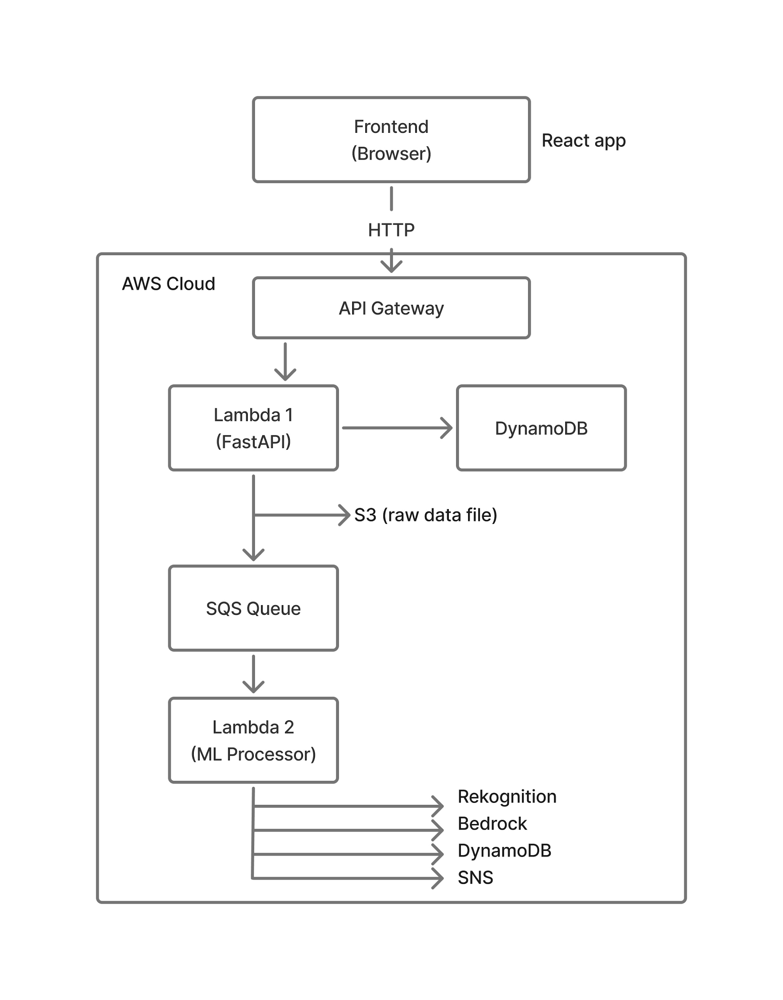 Frontend
(Browser)
React app
HTTP
AWS Cloud
API Gateway
Lambda 1
(FastAPI)
DynamoDB
S3 (raw data file)
SQS Queue
Lambda 2
(ML Processor)
Rekognition
Bedrock
DynamoDB
SNS